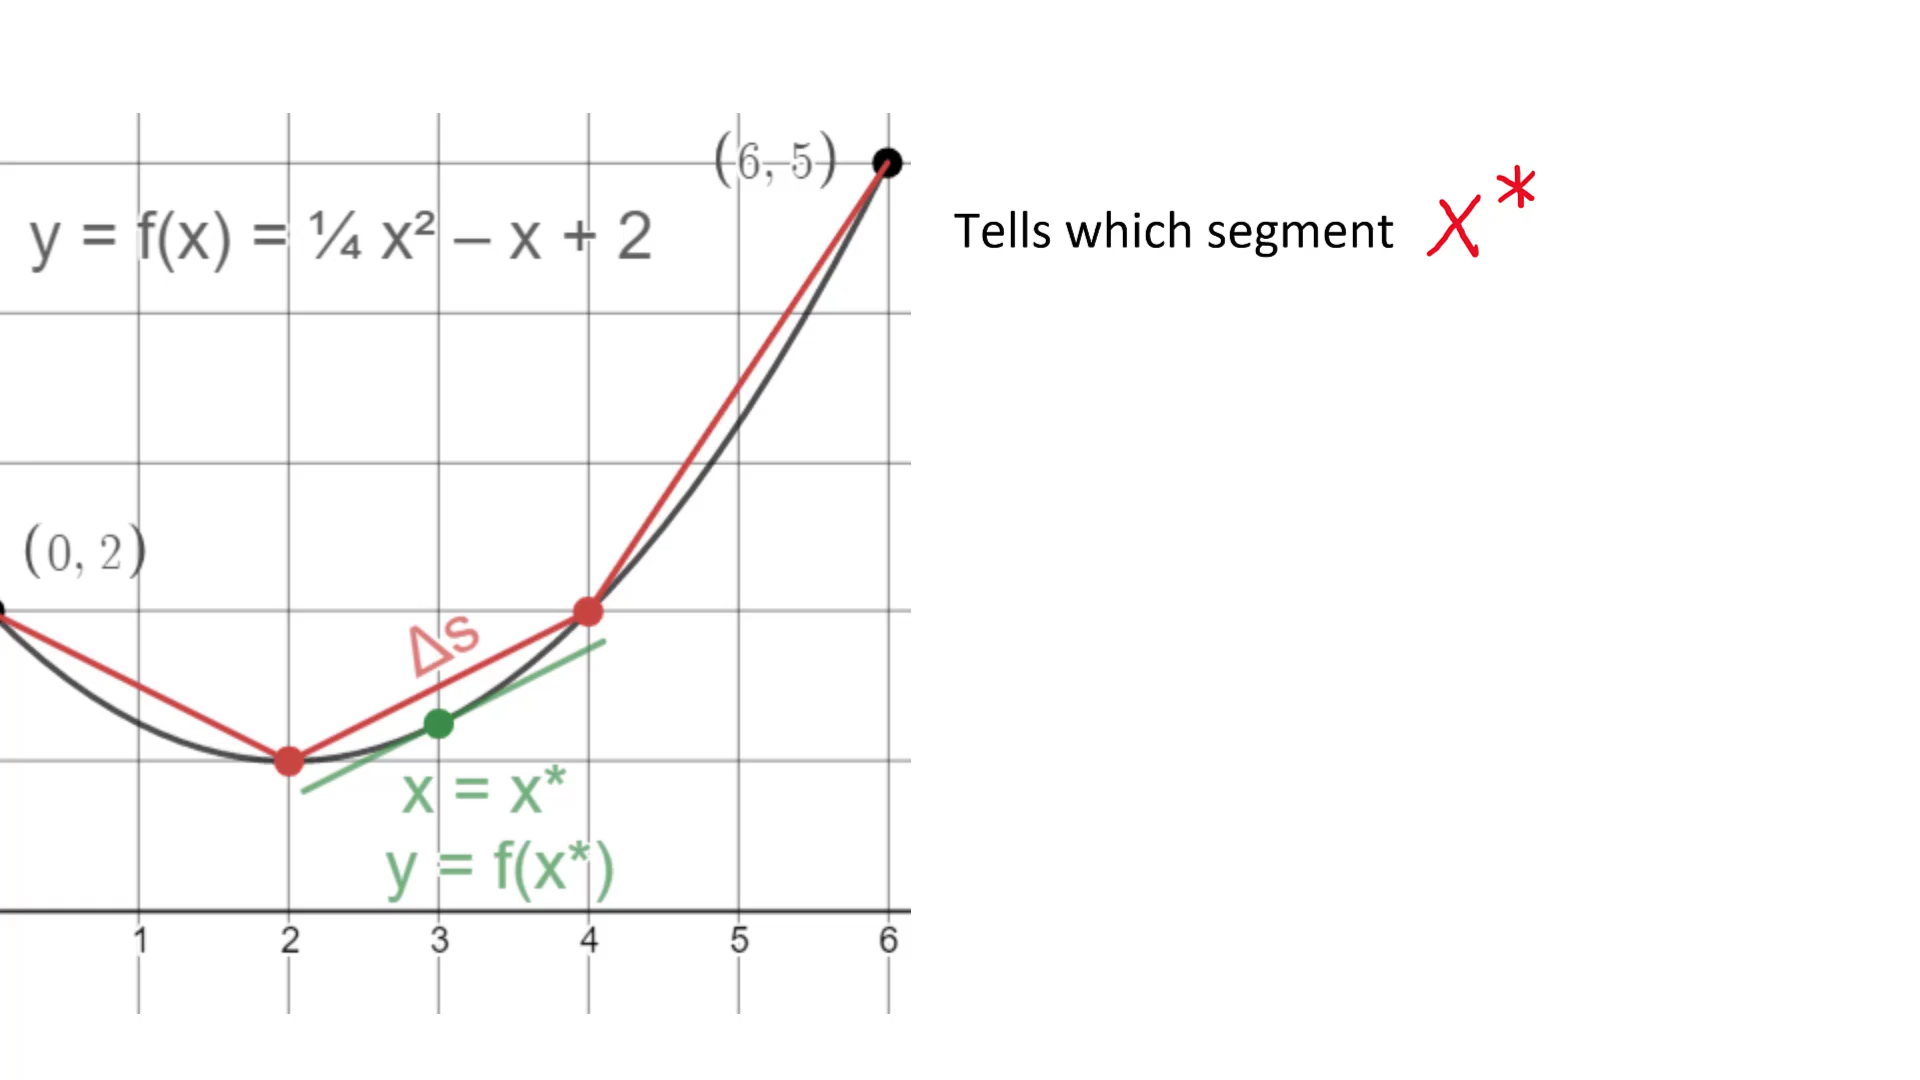 (6, 5)
y = f(x) = ¼ x² – x + 2
Tells which segment X*
(0, 2)
Δs
x = x*
y = f(x*)
1 2 3 4 5 6